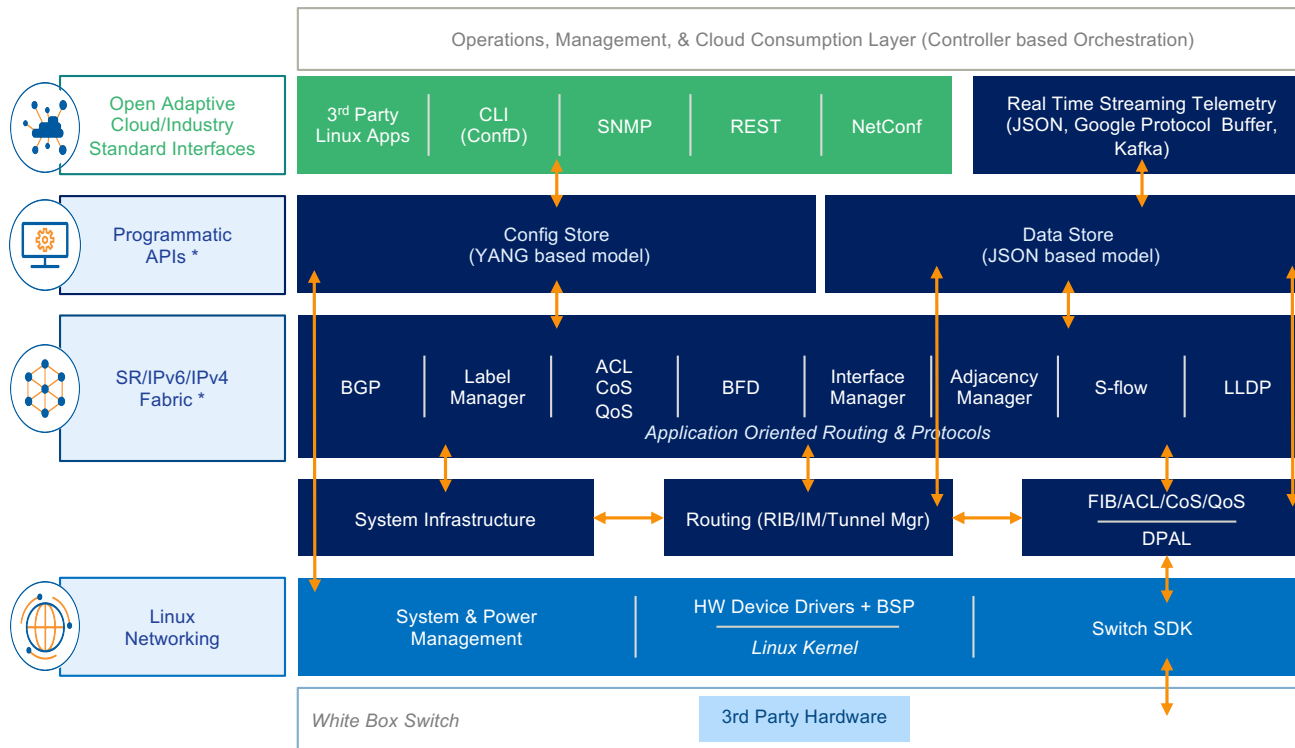 Operations, Management, & Cloud Consumption Layer (Controller based Orchestration)
Open Adaptive
Cloud/Industry
Standard Interfaces
3rd Party
Linux Apps
CLI
(ConfD)
SNMP
REST
NetConf
Real Time Streaming Telemetry
(JSON, Google Protocol Buffer,
Kafka)
Programmatic
APIs *
Config Store
(YANG based model)
Data Store
(JSON based model)
SR/IPv6/IPv4
Fabric *
BGP
Label
Manager
ACL
CoS
QoS
BFD
Interface
Manager
Adjacency
Manager
S-flow
LLDP
Application Oriented Routing & Protocols
System Infrastructure
Routing (RIB/IM/Tunnel Mgr)
FIB/ACL/CoS/QoS
DPAL
Linux
Networking
System & Power
Management
HW Device Drivers + BSP
Linux Kernel
Switch SDK
White Box Switch
3rd Party Hardware